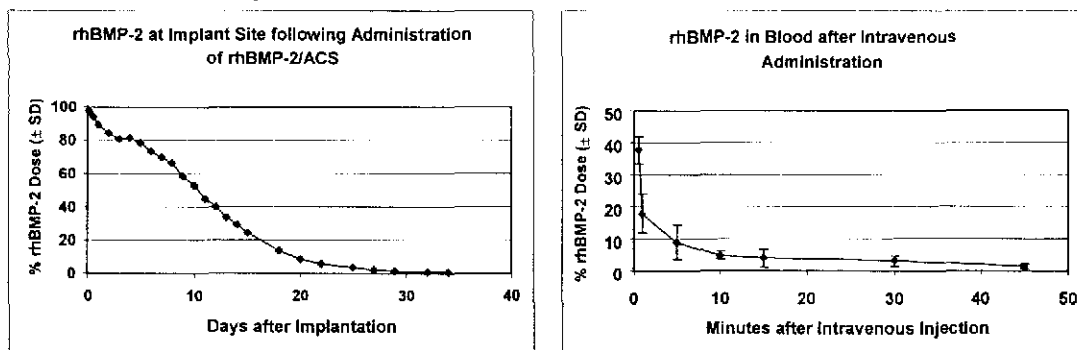 rhBMP-2 at Implant Site following Administration
of rhBMP-2/ACS
% rhBMP-2 Dose (± SD)
100
80
60
40
20
0
0 10 20 30 40
Days after Implantation
rhBMP-2 in Blood after Intravenous
Administration
% rhBMP-2 Dose (± SD)
50
40
30
20
10
0
0 10 20 30 40 50
Minutes after Intravenous Injection